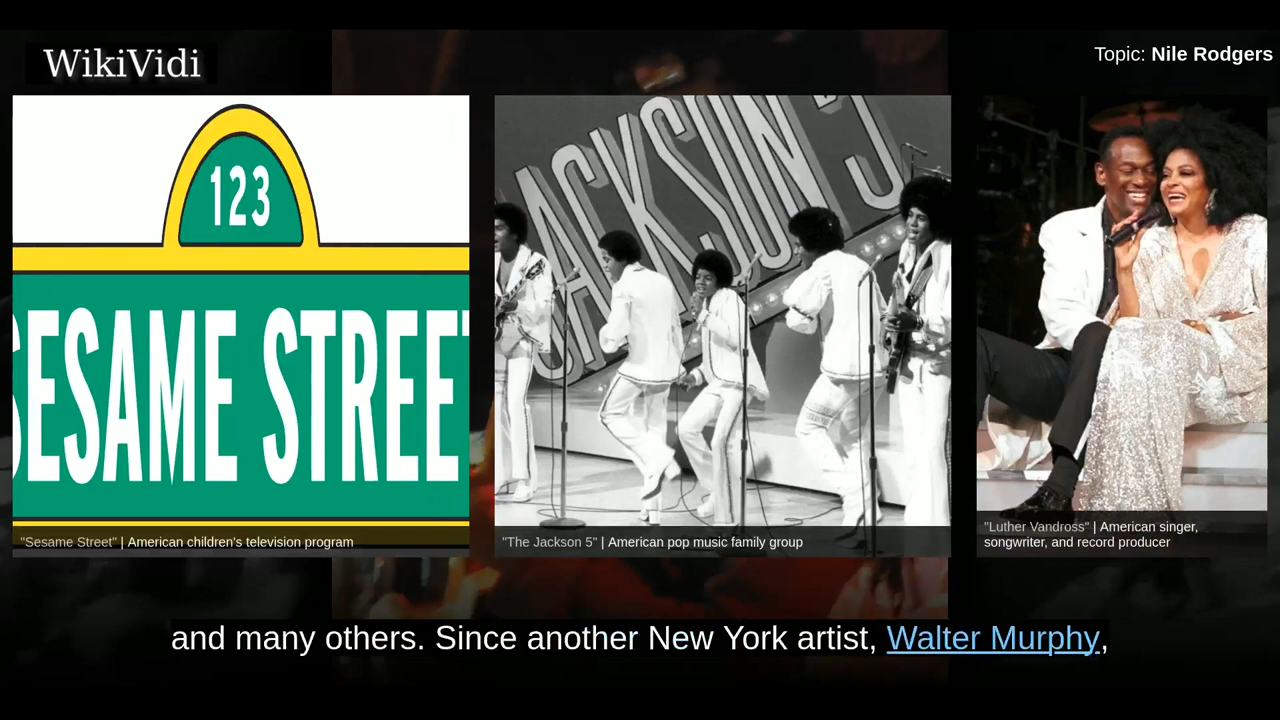 WikiVidi
Topic: Nile Rodgers
123
SESAME STREET
"Sesame Street" | American children's television program
JACKSON 5
"The Jackson 5" | American pop music family group
"Luther Vandross" | American singer,
songwriter, and record producer
and many others. Since another New York artist, Walter Murphy,